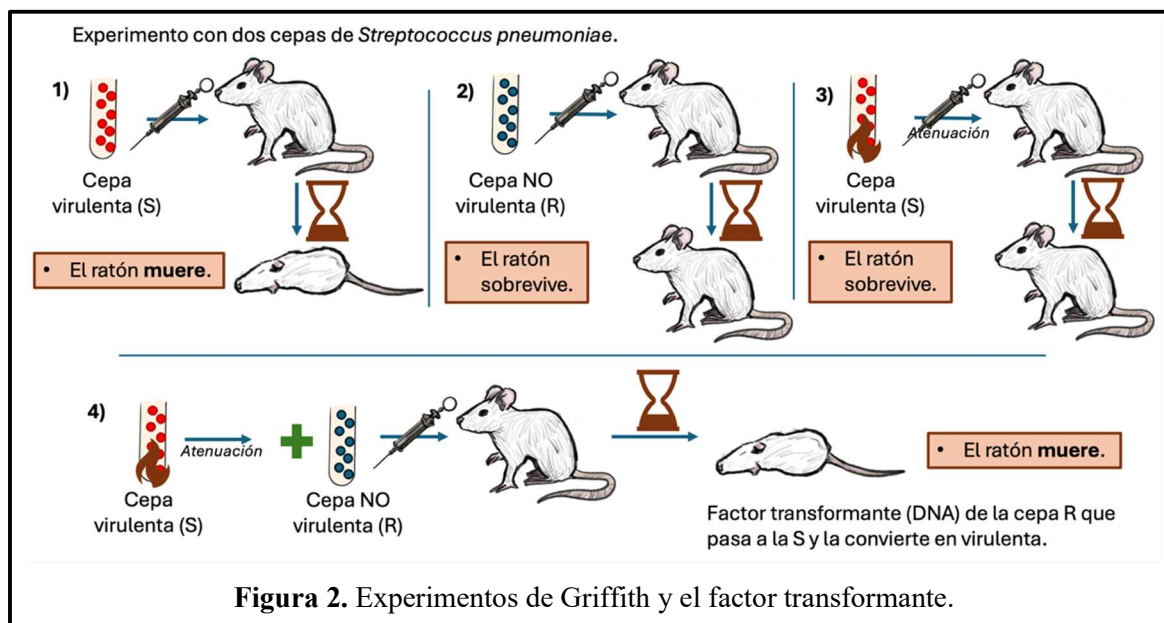 Experimento con dos cepas de Streptococcus pneumoniae.
1)
Cepa
virulenta (S)
• El ratón muere.
2)
Cepa NO
virulenta (R)
• El ratón
sobrevive.
3)
Atenuación
Cepa
virulenta (S)
• El ratón
sobrevive.
4)
Atenuación
Cepa
virulenta (S)
Cepa NO
virulenta (R)
• El ratón muere.
Factor transformante (DNA) de la cepa R que
pasa a la S y la convierte en virulenta.
Figura 2. Experimentos de Griffith y el factor transformante.